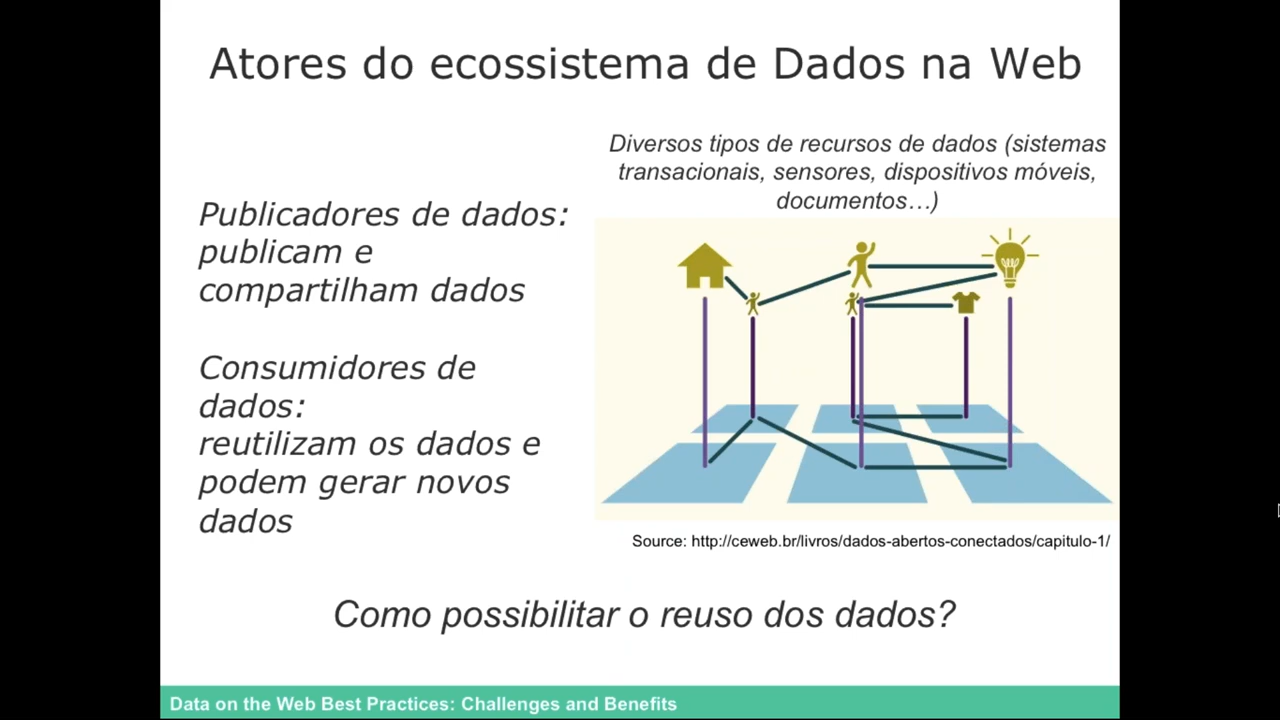 Atores do ecossistema de Dados na Web
Diversos tipos de recursos de dados (sistemas
transacionais, sensores, dispositivos móveis,
documentos…)
Publicadores de dados:
publicam e
compartilham dados
Consumidores de
dados:
reutilizam os dados e
podem gerar novos
dados
Source: http://ceweb.br/livros/dados-abertos-conectados/capitulo-1/
Como possibilitar o reuso dos dados?
Data on the Web Best Practices: Challenges and Benefits